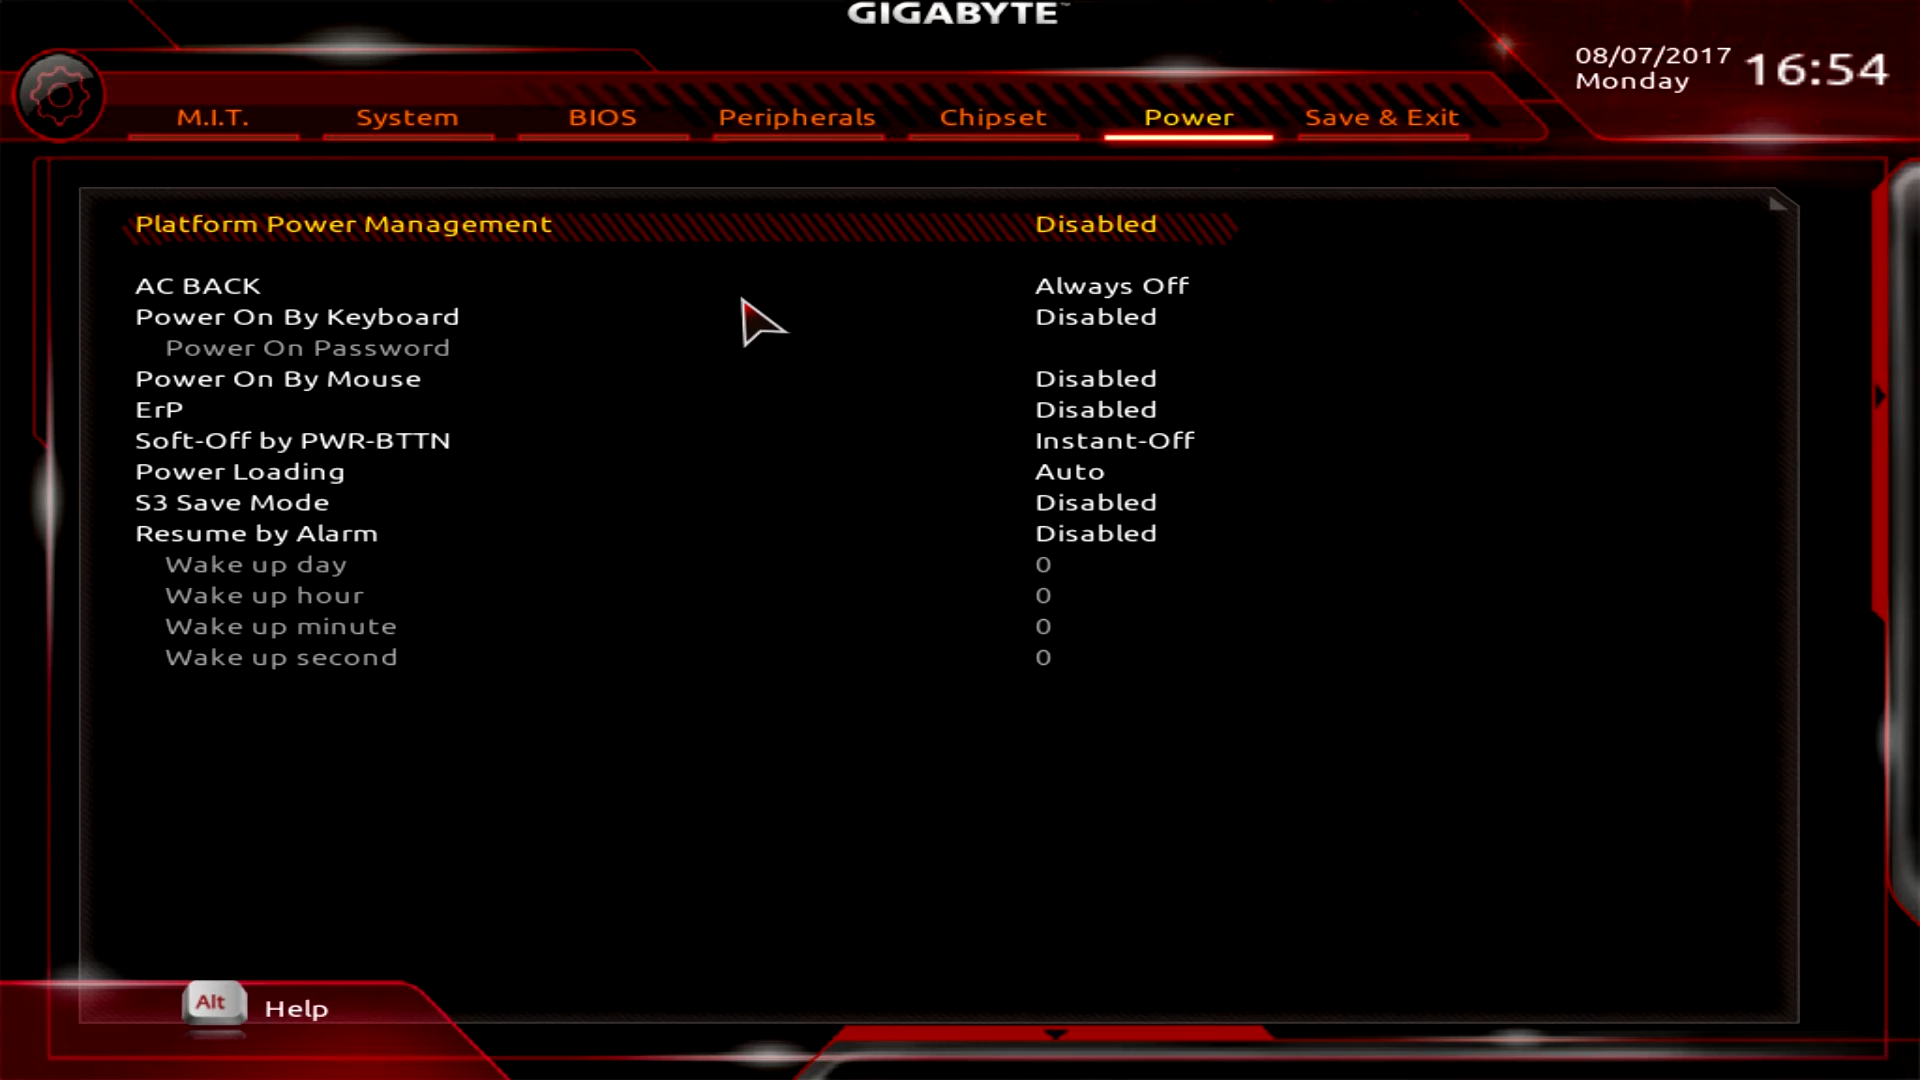 GIGABYTE™
08/07/2017 16:54
Monday
M.I.T. System BIOS Peripherals Chipset Power Save & Exit
Platform Power Management Disabled
AC BACK Always Off
Power On By Keyboard Disabled
Power On Password
Power On By Mouse Disabled
ErP Disabled
Soft-Off by PWR-BTTN Instant-Off
Power Loading Auto
S3 Save Mode Disabled
Resume by Alarm Disabled
Wake up day 0
Wake up hour 0
Wake up minute 0
Wake up second 0
Alt Help